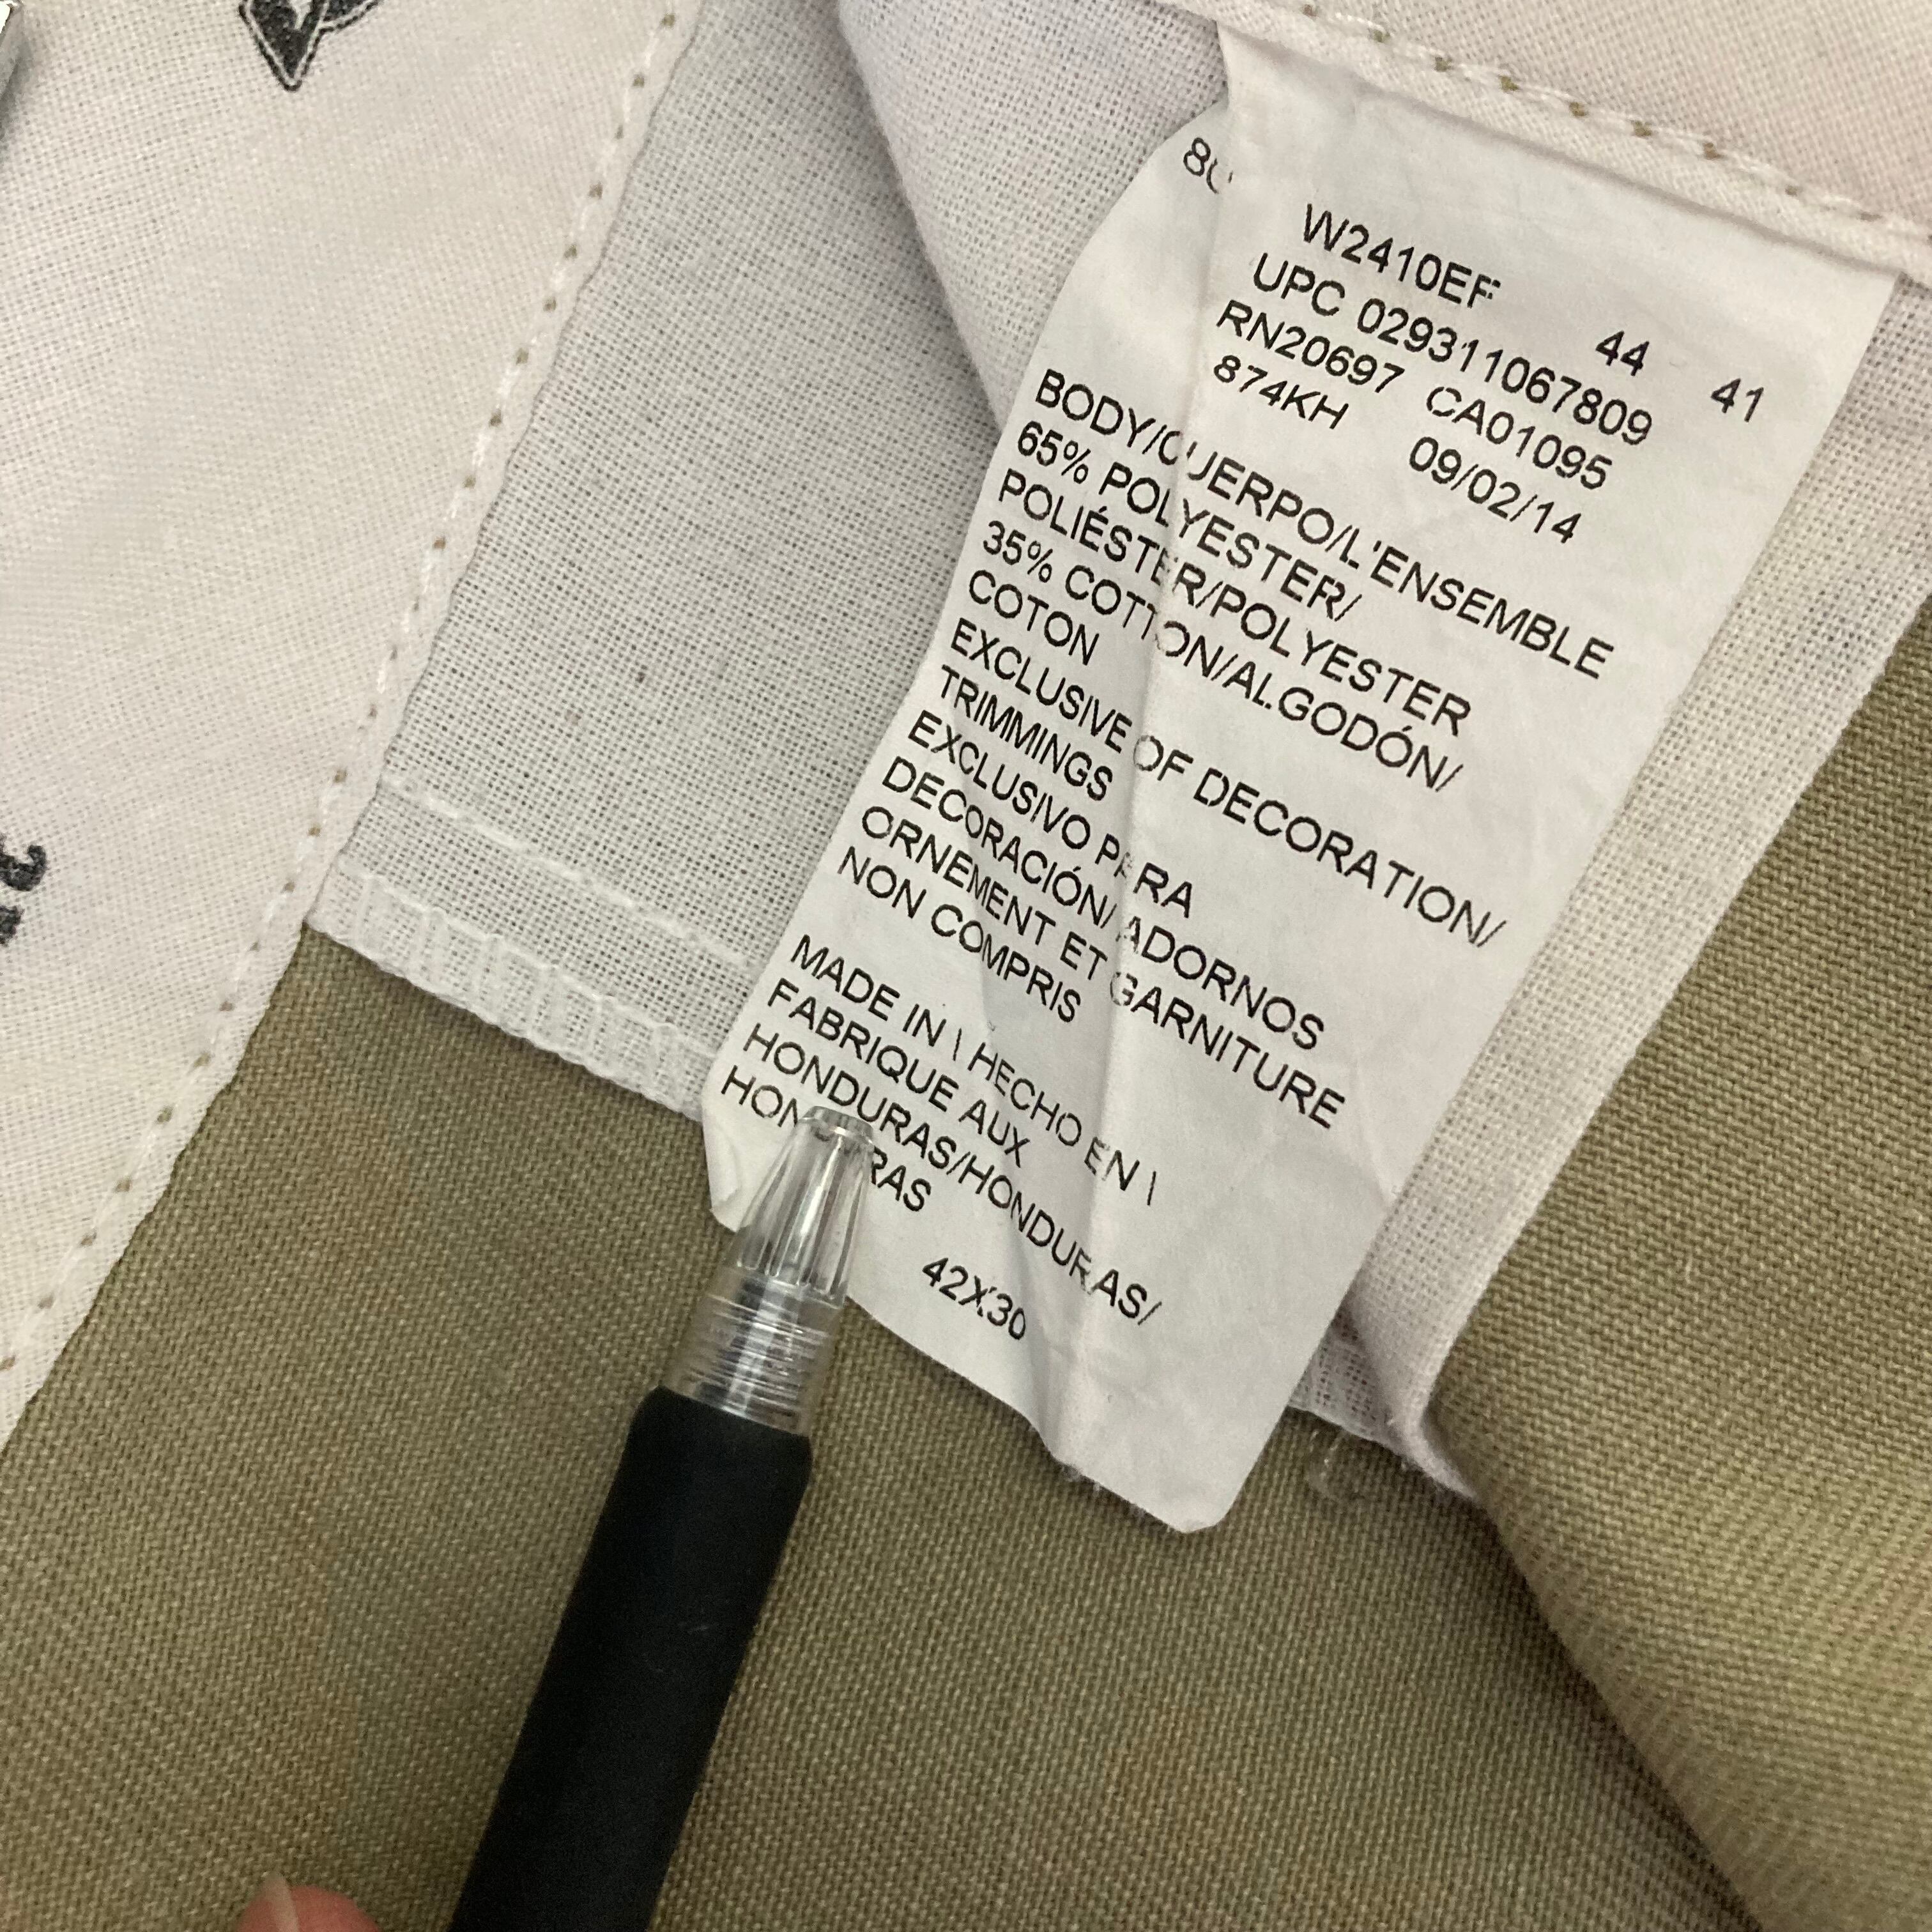 W2410EF 44 41
UPC 029311067809
RN20697 CA01095
874KH 09/02/14
BODY/CUERPO/L'ENSEMBLE
65% POLYESTER/
POLIÉSTER/POLYESTER
35% COTTON/ALGODÓN/
COTON
EXCLUSIVE OF DECORATION/
TRIMMINGS
EXCLUSIVO PARA
DECORACIÓN/ADORNOS
ORNEMENT ET GARNITURE
NON COMPRIS
MADE IN \ HECHO EN \
FABRIQUE AUX
HONDURAS/HONDURAS/
HONDURAS
42X30